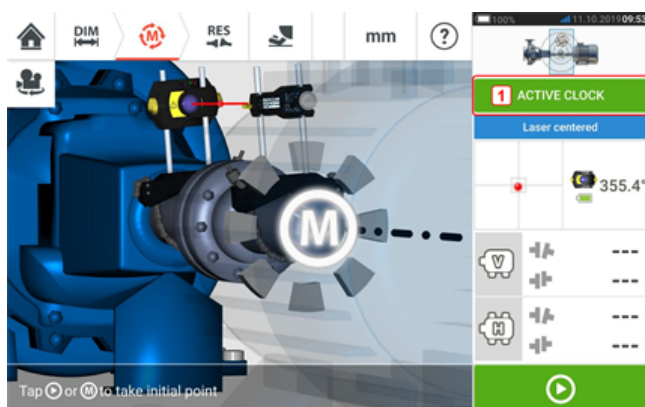 DIM
RES
mm
?
100%
11.10.2019 09:53
1 ACTIVE CLOCK
Laser centered
355.4°
M
V
---
---
H
---
---
Tap or M to take initial point